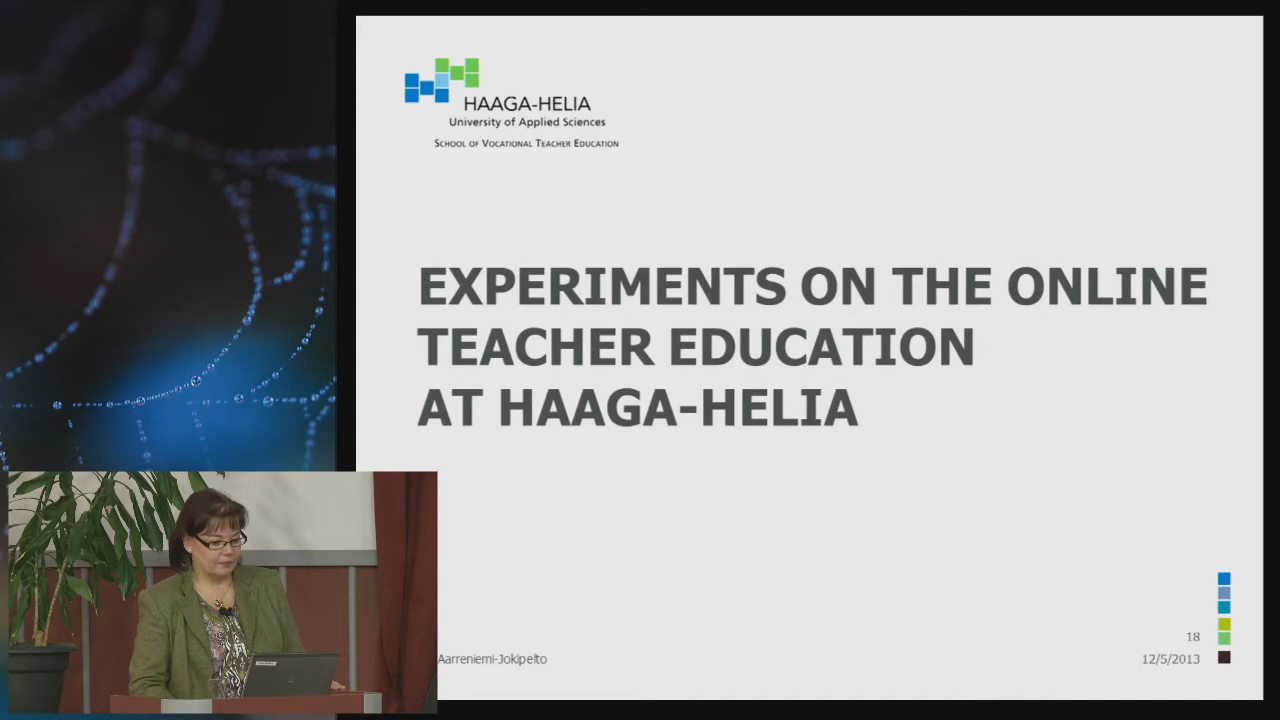 HAAGA-HELIA
University of Applied Sciences
SCHOOL OF VOCATIONAL TEACHER EDUCATION
EXPERIMENTS ON THE ONLINE
TEACHER EDUCATION
AT HAAGA-HELIA
18
Aarreniemi-Jokipelto
12/5/2013